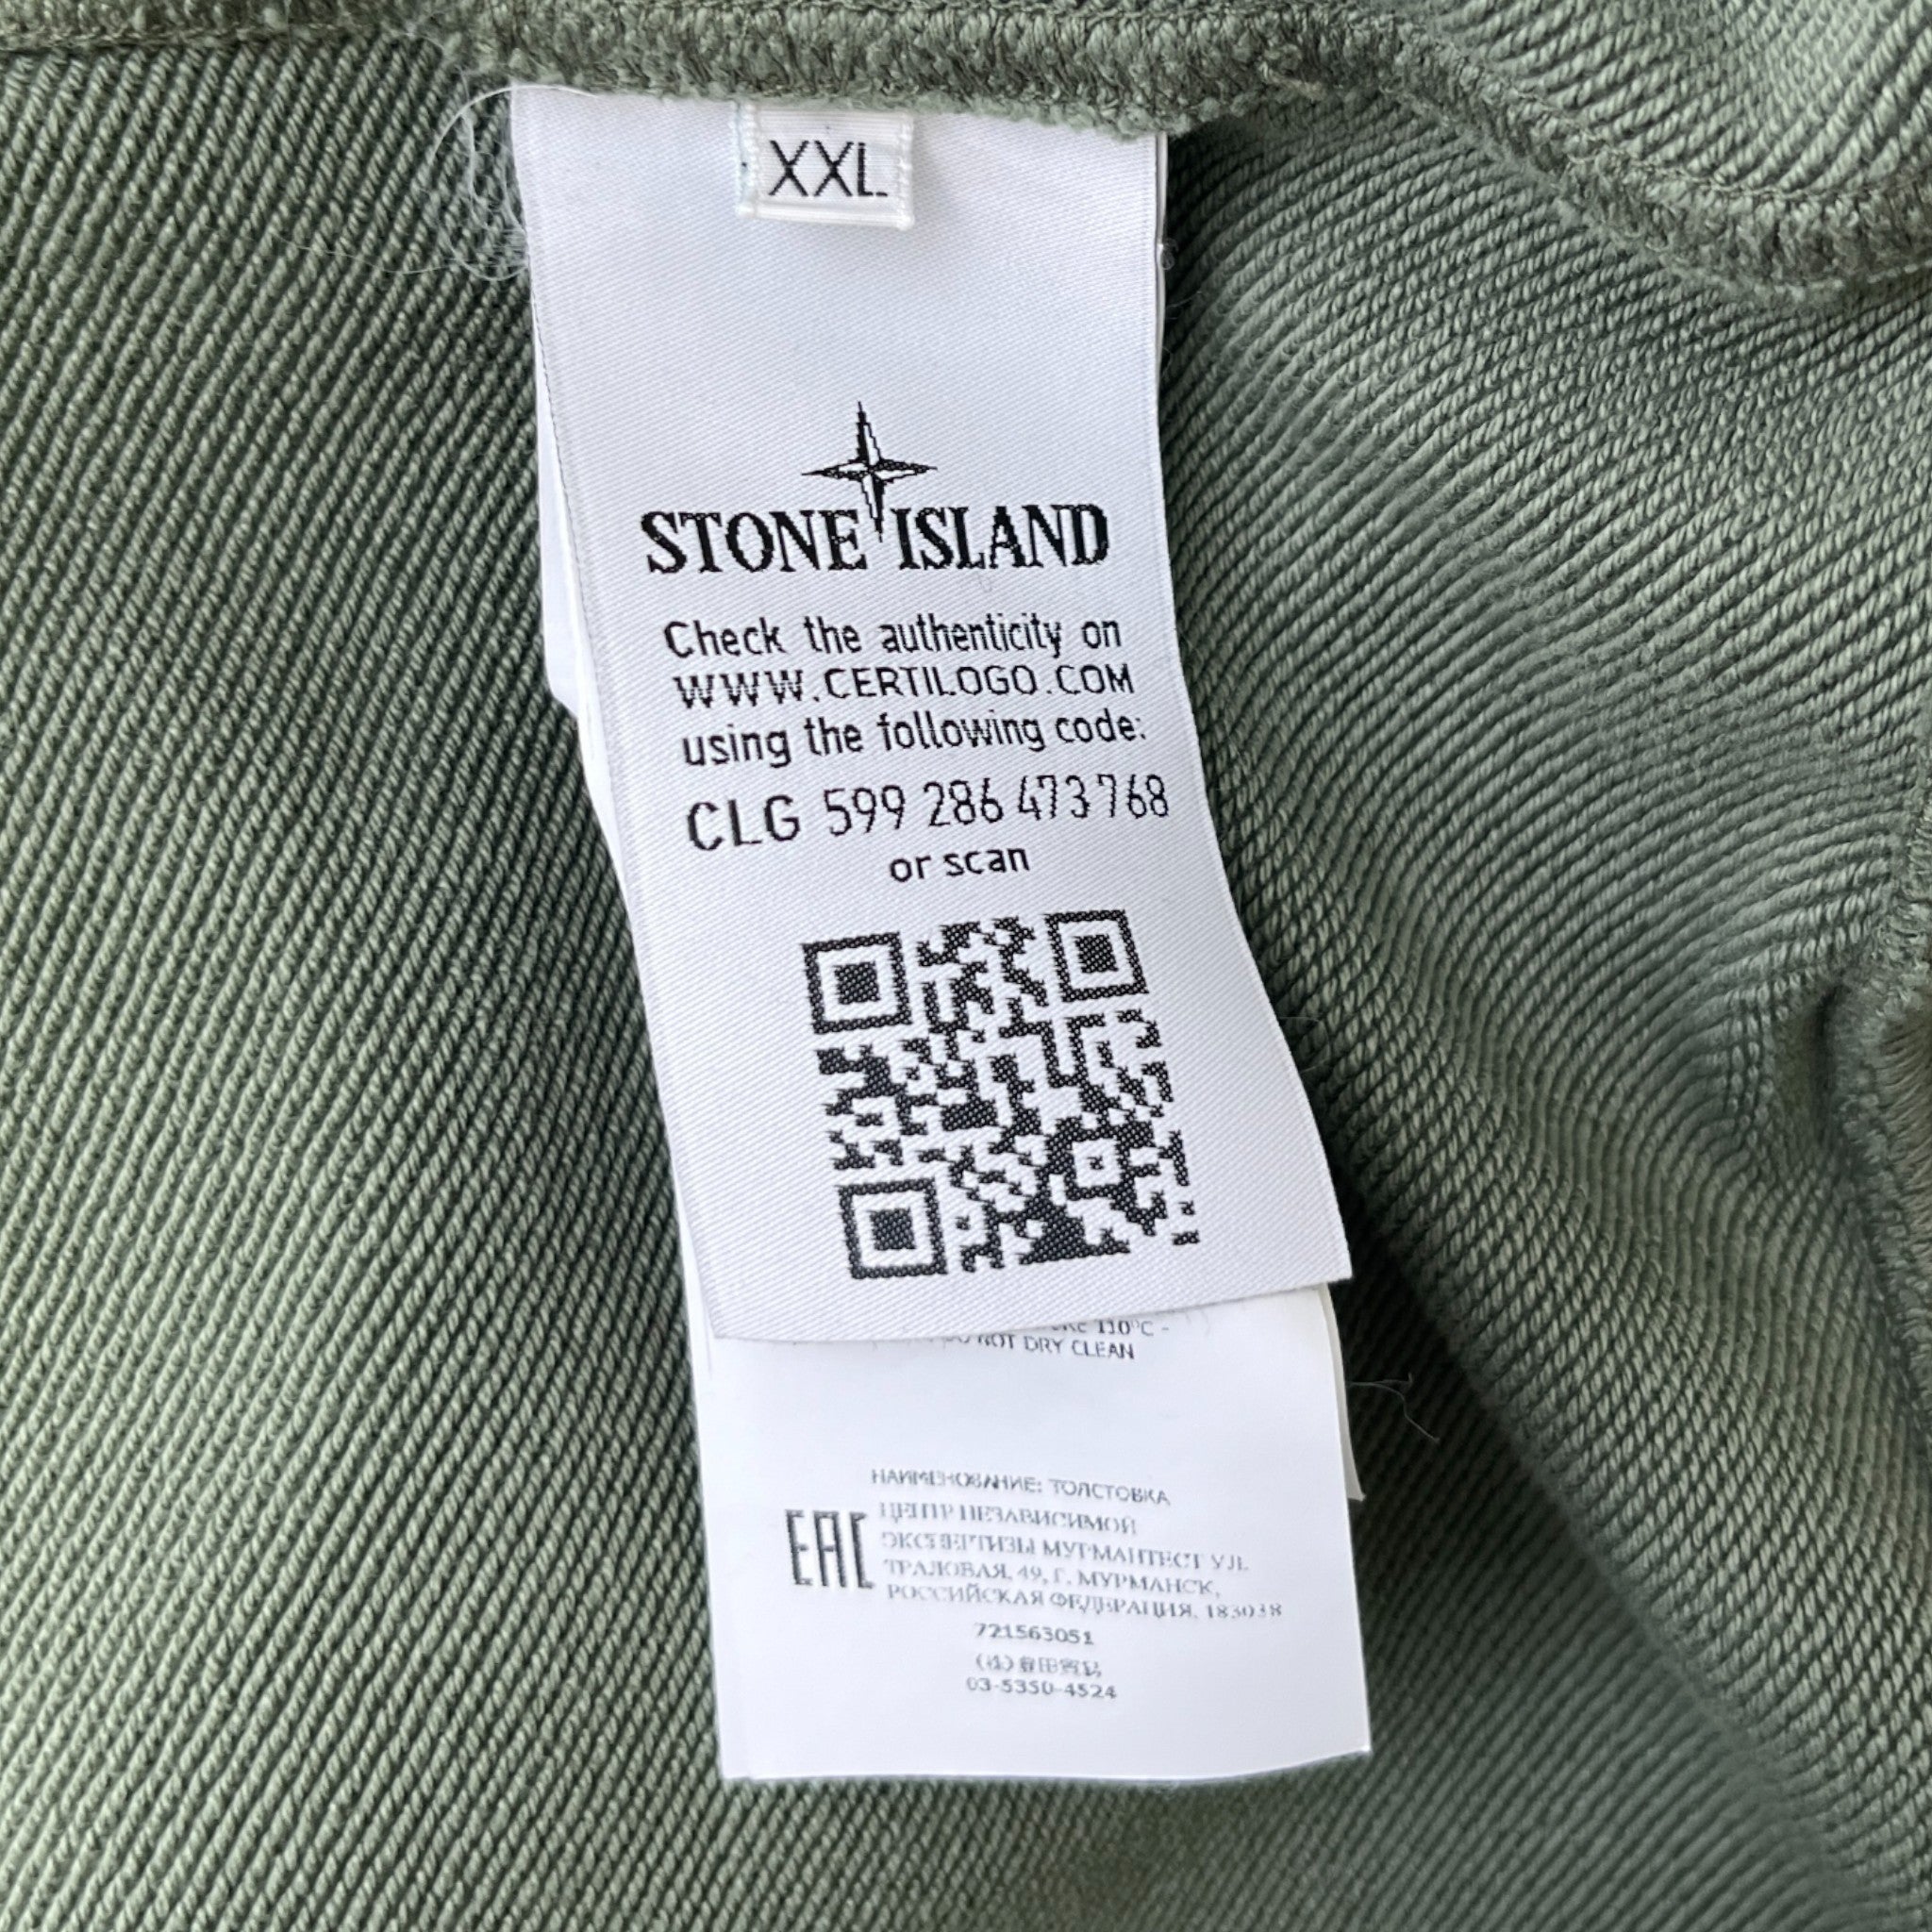 XXL
STONE ISLAND
Check the authenticity on
WWW.CERTILOGO.COM
using the following code:
CLG 599 286 473 768
or scan
110°C -
NOT DRY CLEAN
НАИМЕНОВАНИЕ: ТОЛСТОВКА
EAC
ЦЕНТР НЕЗАВИСИМОЙ
ЭКСПЕРТИЗЫ МУРМАНТЕСТ УЛ.
ТРАЛОВАЯ, 49, Г. МУРМАНСК,
РОССИЙСКАЯ ФЕДЕРАЦИЯ, 183038
721563051
03-5350-4524